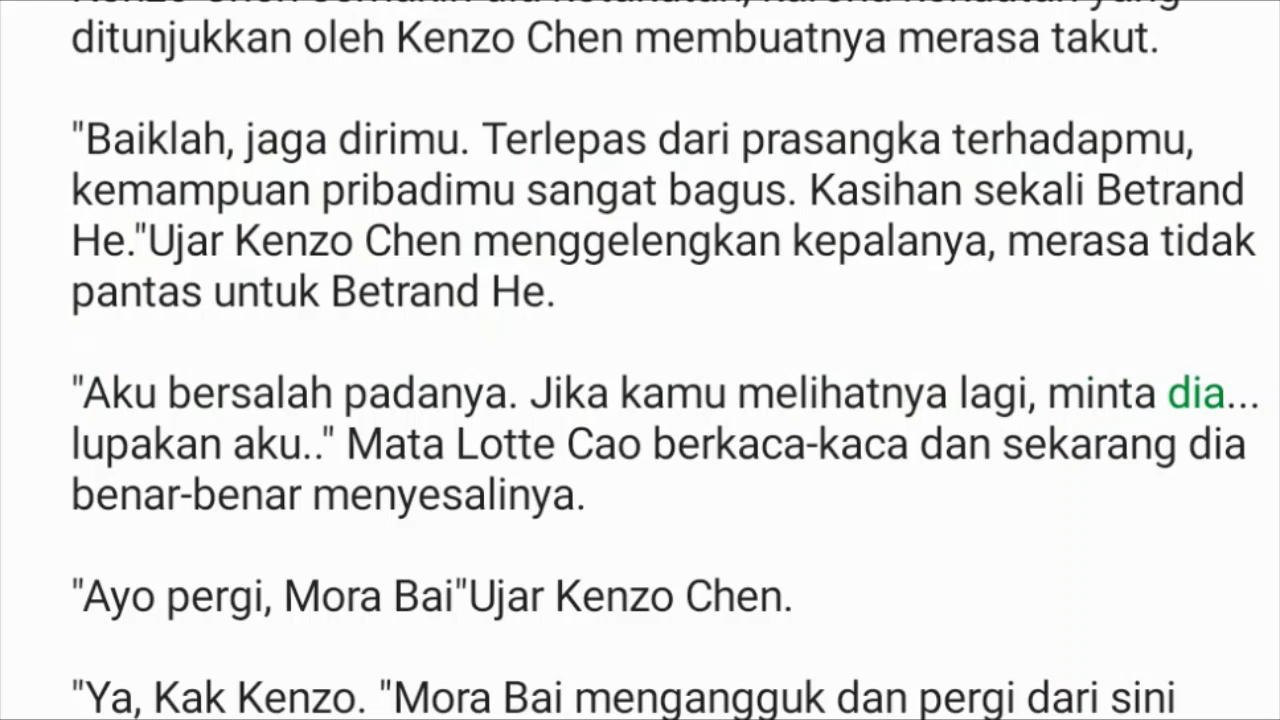 ditunjukkan oleh Kenzo Chen membuatnya merasa takut.
"Baiklah, jaga dirimu. Terlepas dari prasangka terhadapmu,
kemampuan pribadimu sangat bagus. Kasihan sekali Betrand
He."Ujar Kenzo Chen menggelengkan kepalanya, merasa tidak
pantas untuk Betrand He.
"Aku bersalah padanya. Jika kamu melihatnya lagi, minta dia...
lupakan aku.." Mata Lotte Cao berkaca-kaca dan sekarang dia
benar-benar menyesalinya.
"Ayo pergi, Mora Bai"Ujar Kenzo Chen.
"Ya, Kak Kenzo. "Mora Bai mengangguk dan pergi dari sini